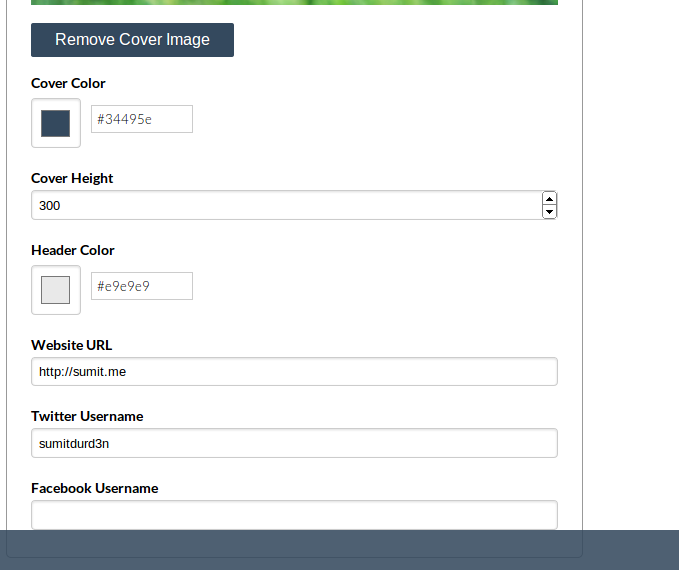 Remove Cover Image
Cover Color
#34495e
Cover Height
300
Header Color
#e9e9e9
Website URL
http://sumit.me
Twitter Username
sumitdurd3n
Facebook Username